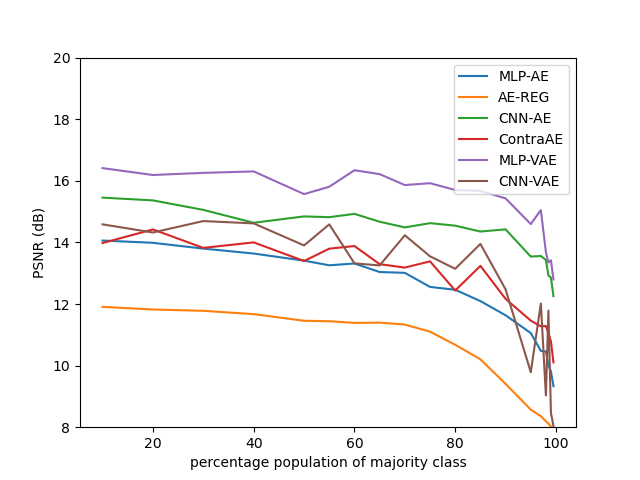 20
18
16
14
12
10
8
PSNR (dB)
20
40
60
80
100
percentage population of majority class
MLP-AE
AE-REG
CNN-AE
ContraAE
MLP-VAE
CNN-VAE